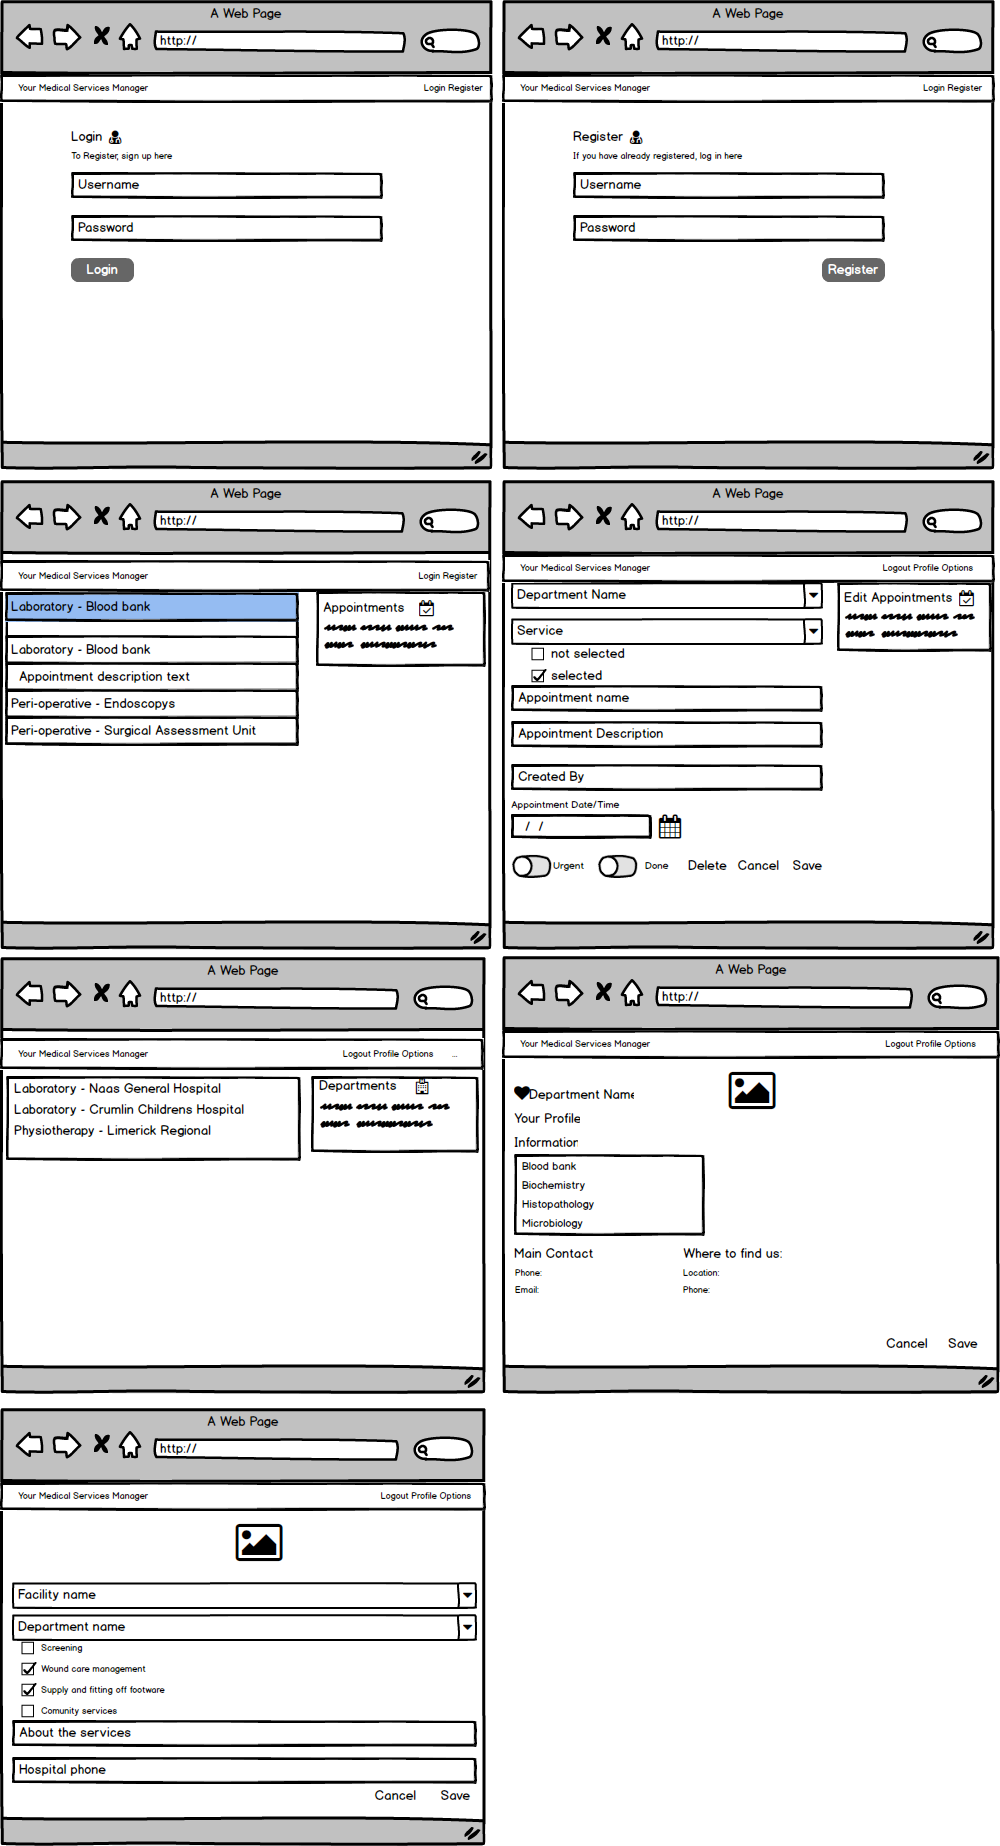 A Web Page
http://
Your Medical Services Manager
Login Register
Login
To Register, sign up here
Username
Password
Login
A Web Page
http://
Your Medical Services Manager
Login Register
Register
If you have already registered, log in here
Username
Password
Register
A Web Page
http://
Your Medical Services Manager
Login Register
Laboratory - Blood bank
Laboratory - Blood bank
Appointment description text
Peri-operative - Endoscopys
Peri-operative - Surgical Assessment Unit
Appointments
A Web Page
http://
Your Medical Services Manager
Logout Profile Options
Department Name
Service
not selected
selected
Appointment name
Appointment Description
Created By
Appointment Date/Time
/ /
Urgent
Done
Delete
Cancel
Save
Edit Appointments
A Web Page
http://
Your Medical Services Manager
Logout Profile Options
...
Laboratory - Naas General Hospital
Laboratory - Crumlin Childrens Hospital
Physiotherapy - Limerick Regional
Departments
A Web Page
http://
Your Medical Services Manager
Logout Profile Options
Department Name
Your Profile
Information
Blood bank
Biochemistry
Histopathology
Microbiology
Main Contact
Phone:
Email:
Where to find us:
Location:
Phone:
Cancel
Save
A Web Page
http://
Your Medical Services Manager
Logout Profile Options
Facility name
Department name
Screening
Wound care management
Supply and fitting off footware
Comunity services
About the services
Hospital phone
Cancel
Save